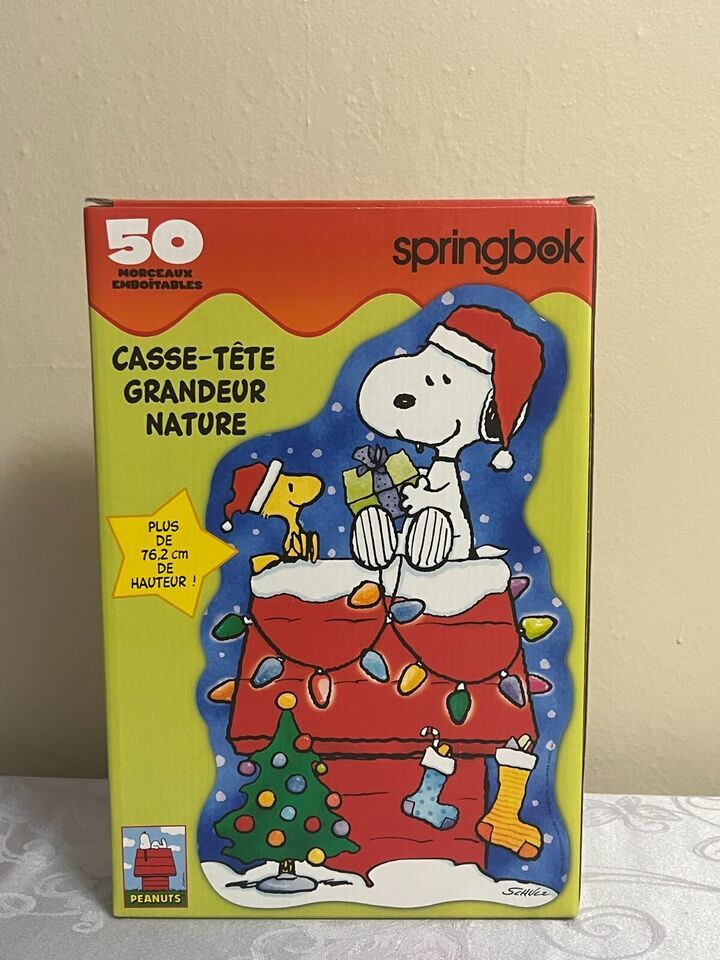 50
MORCEAUX
EMBOÎTABLES
springbok
CASSE-TÊTE
GRANDEUR
NATURE
PLUS
DE
76,2 cm
DE
HAUTEUR !
PEANUTS
SCHULZ